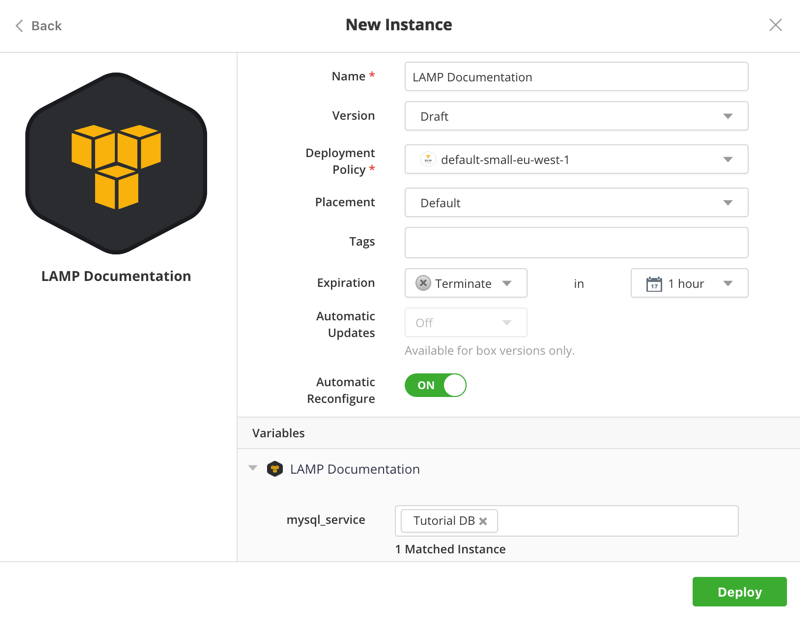 Back
New Instance
LAMP Documentation
Name *
LAMP Documentation
Version
Draft
Deployment
Policy *
default-small-eu-west-1
Placement
Default
Tags
Expiration
Terminate
in
17
1 hour
Automatic
Updates
Off
Available for box versions only.
Automatic
Reconfigure
ON
Variables
LAMP Documentation
mysql_service
Tutorial DB
1 Matched Instance
Deploy